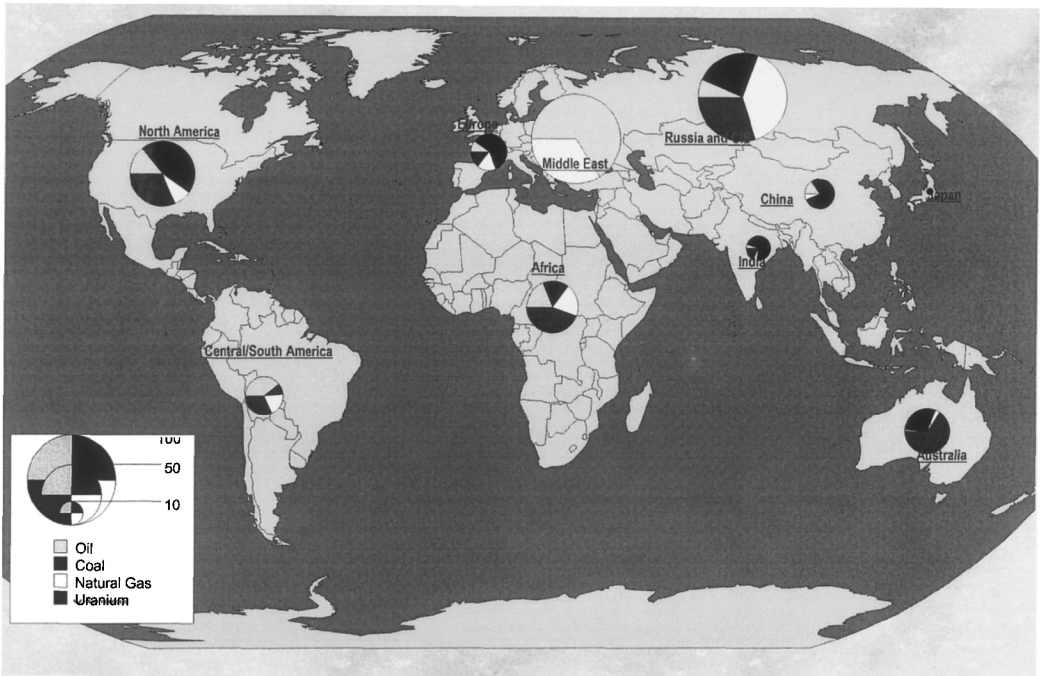 North America
Europe
Middle East
Russia and CIS
China
Japan
India
Africa
Central/South America
Australia
100
50
10
Oil
Coal
Natural Gas
Uranium